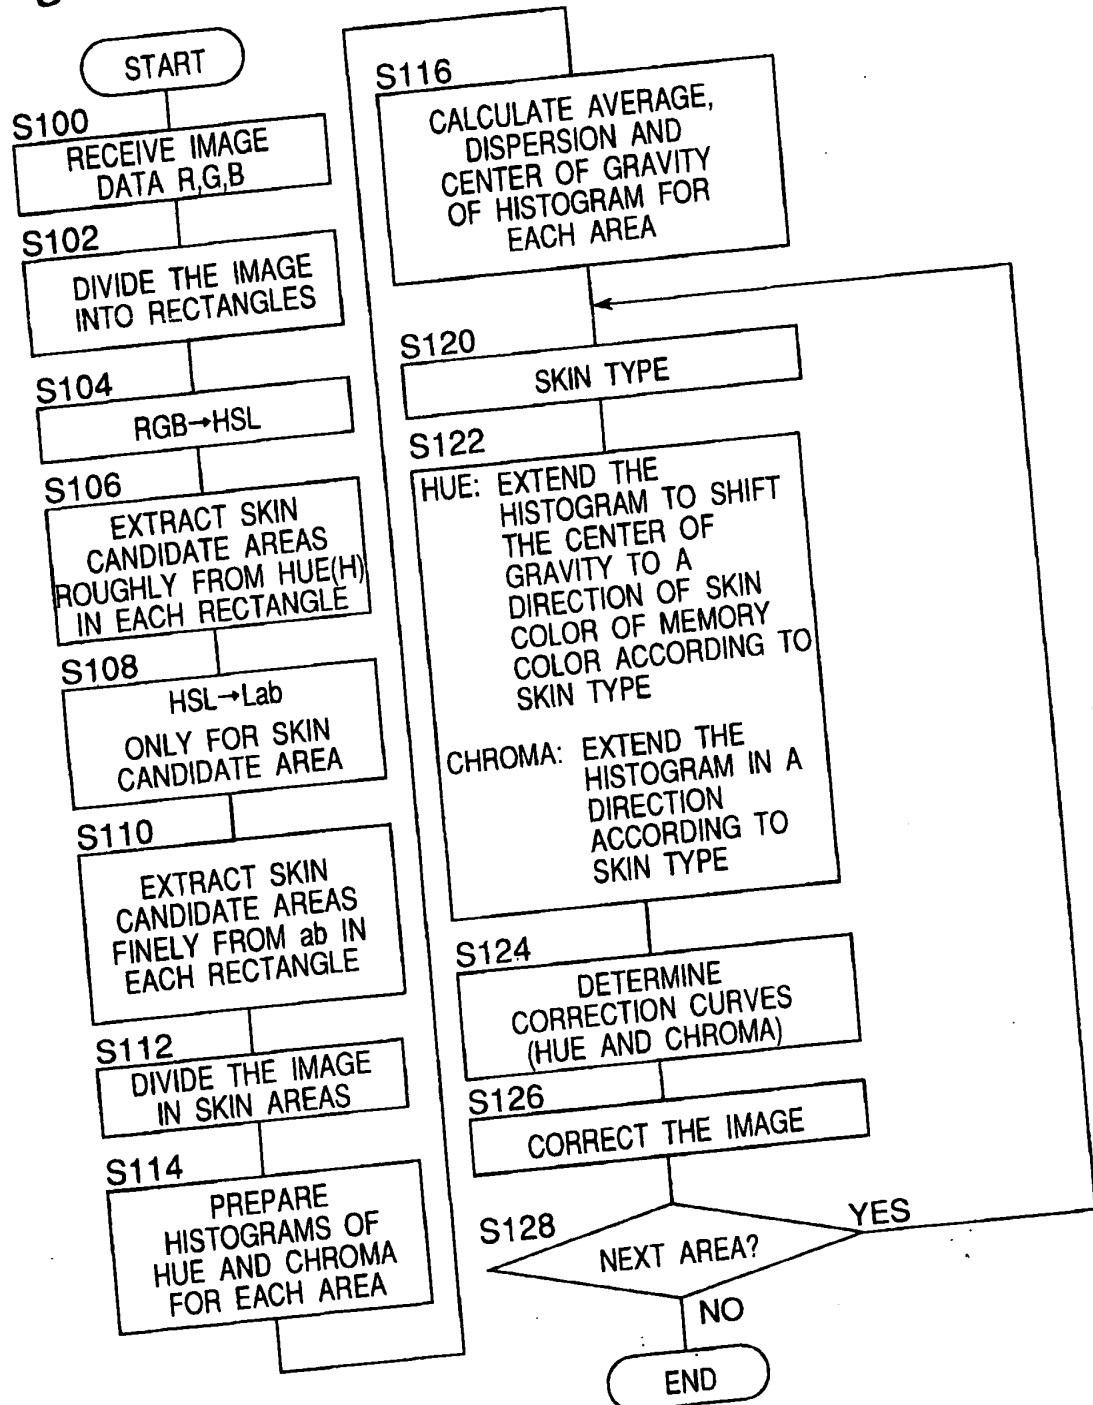 START
S100
RECEIVE IMAGE
DATA R,G,B
S102
DIVIDE THE IMAGE
INTO RECTANGLES
S104
RGB→HSL
S106
EXTRACT SKIN
CANDIDATE AREAS
ROUGHLY FROM HUE(H)
IN EACH RECTANGLE
S108
HSL→Lab
ONLY FOR SKIN
CANDIDATE AREA
S110
EXTRACT SKIN
CANDIDATE AREAS
FINELY FROM ab IN
EACH RECTANGLE
S112
DIVIDE THE IMAGE
IN SKIN AREAS
S114
PREPARE
HISTOGRAMS OF
HUE AND CHROMA
FOR EACH AREA
S116
CALCULATE AVERAGE,
DISPERSION AND
CENTER OF GRAVITY
OF HISTOGRAM FOR
EACH AREA
S120
SKIN TYPE
S122
HUE: EXTEND THE
HISTOGRAM TO SHIFT
THE CENTER OF
GRAVITY TO A
DIRECTION OF SKIN
COLOR OF MEMORY
COLOR ACCORDING TO
SKIN TYPE
CHROMA: EXTEND THE
HISTOGRAM IN A
DIRECTION
ACCORDING TO
SKIN TYPE
S124
DETERMINE
CORRECTION CURVES
(HUE AND CHROMA)
S126
CORRECT THE IMAGE
S128
NEXT AREA?
YES
NO
END